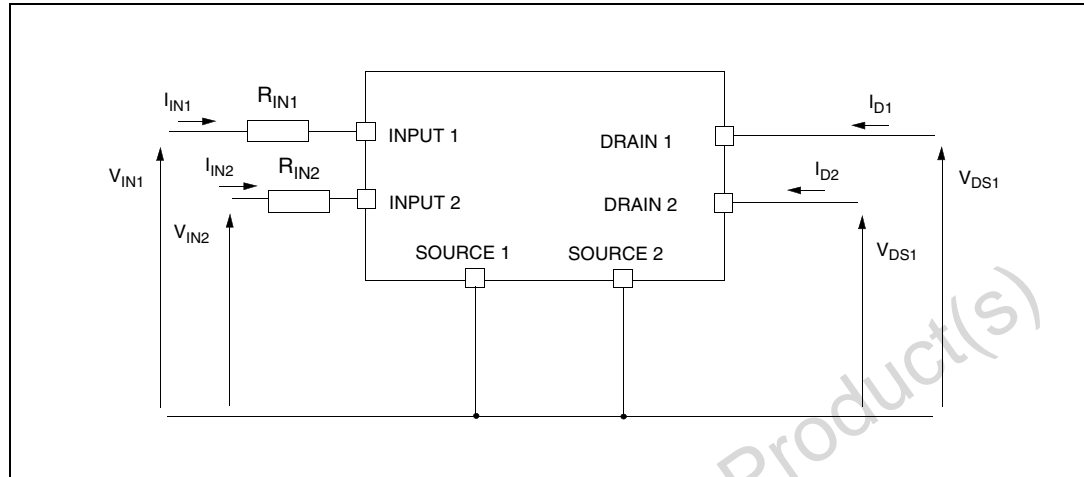 I_IN1
R_IN1
INPUT 1
DRAIN 1
I_D1
V_IN1
I_IN2
R_IN2
INPUT 2
DRAIN 2
I_D2
V_DS1
V_IN2
SOURCE 1
SOURCE 2
V_DS1
Product(s)